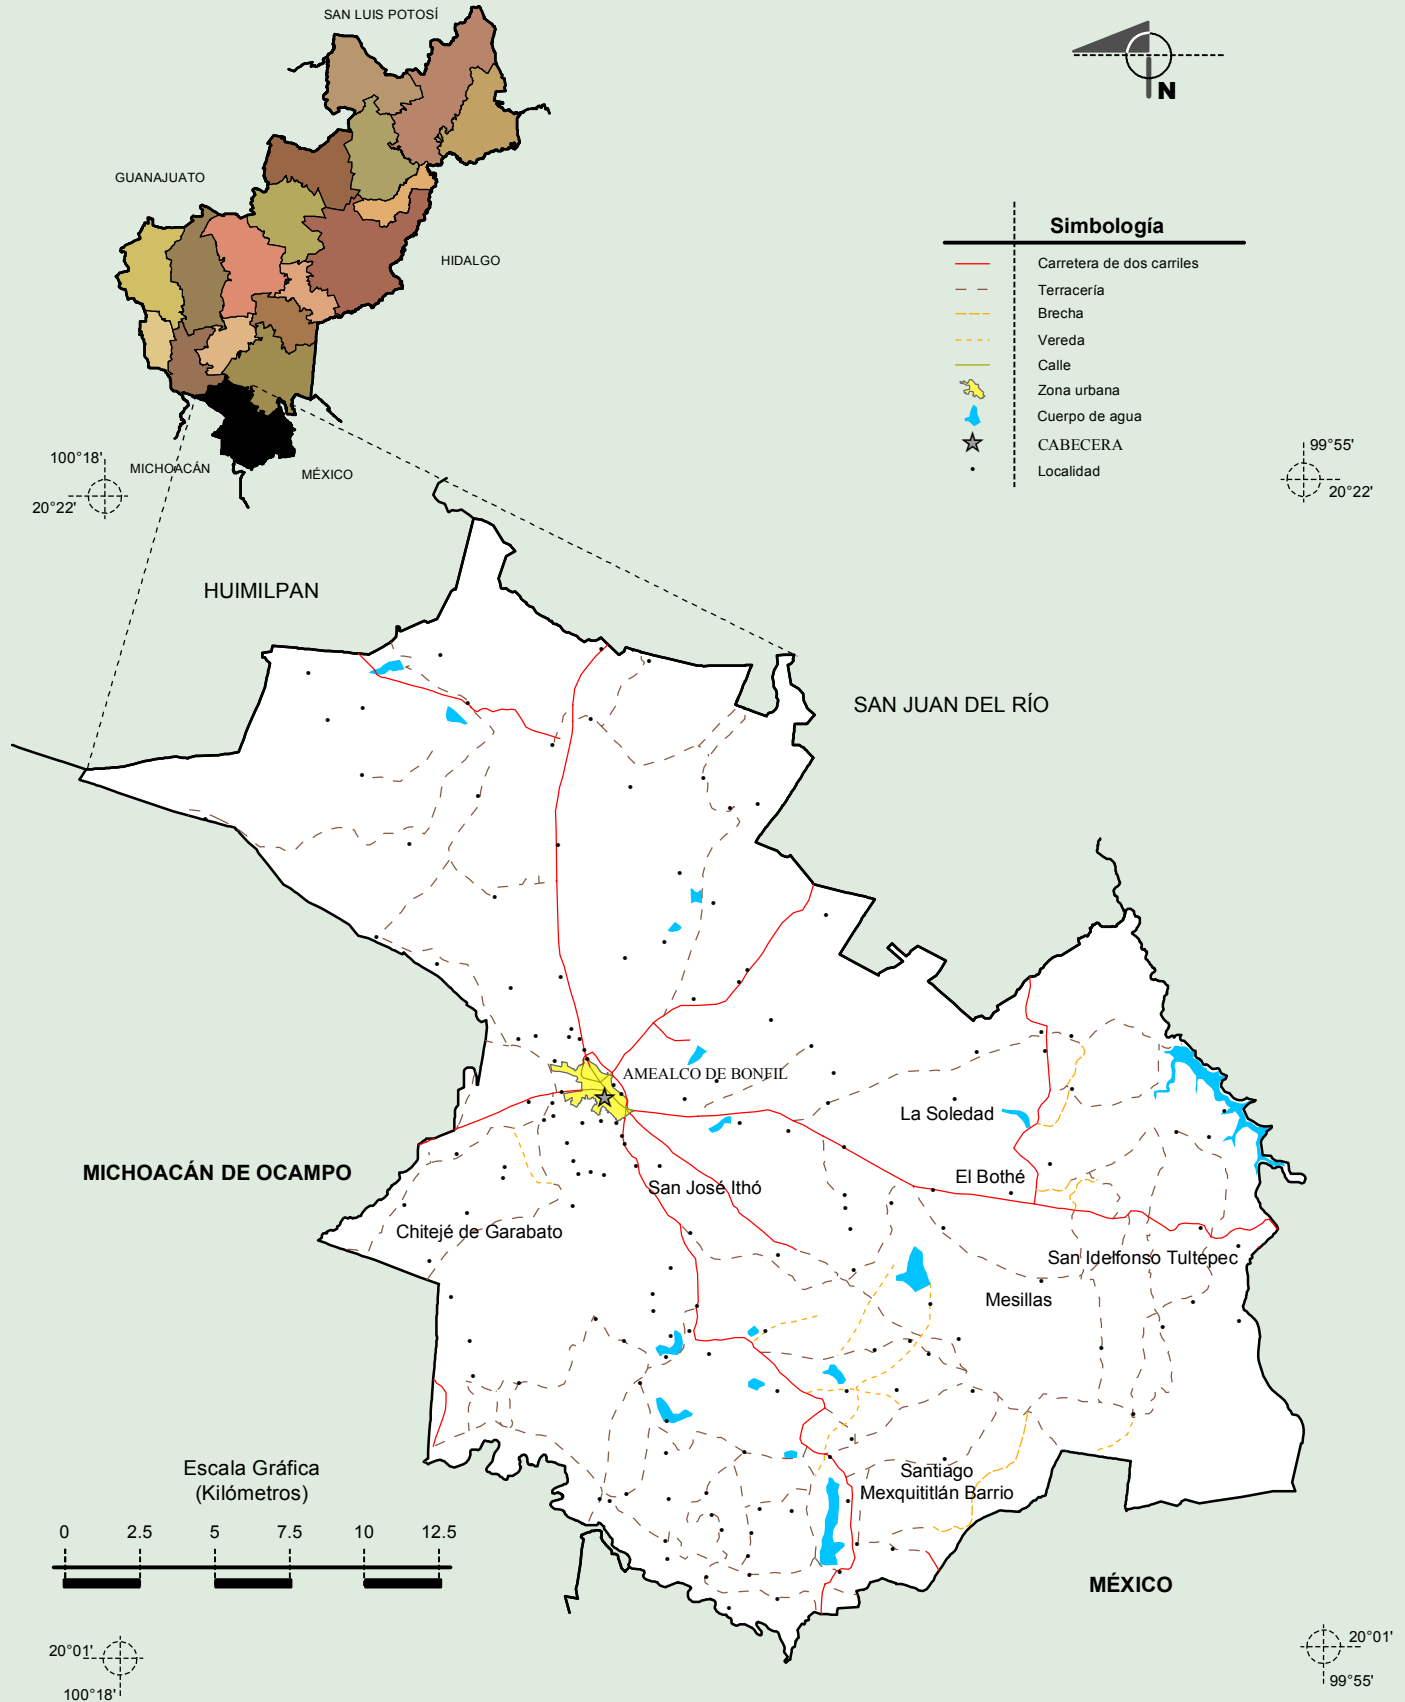 SAN LUIS POTOSÍ
N
GUANAJUATO
HIDALGO
Simbología
Carretera de dos carriles
Terracería
Brecha
Vereda
Calle
Zona urbana
Cuerpo de agua
CABECERA
Localidad
100°18'
20°22'
MICHOACÁN
MÉXICO
99°55'
20°22'
HUIMILPAN
SAN JUAN DEL RÍO
AMEALCO DE BONFIL
La Soledad
MICHOACÁN DE OCAMPO
El Bothé
San José Ithó
Chitejé de Garabato
San Idelfonso Tultepec
Mesillas
Santiago
Mexquititlán Barrio
Escala Gráfica
(Kilómetros)
0 2.5 5 7.5 10 12.5
MÉXICO
20°01'
100°18'
20°01'
99°55'